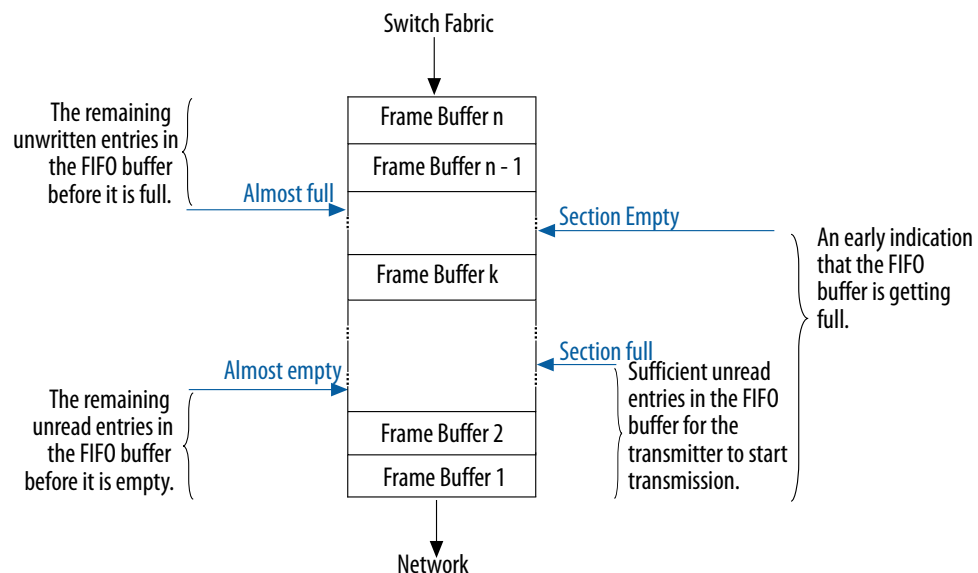 Switch Fabric
The remaining
unwritten entries in
the FIFO buffer
before it is full.
Frame Buffer n
Frame Buffer n - 1
Almost full
Section Empty
An early indication
that the FIFO
buffer is getting
full.
Frame Buffer k
Section full
Almost empty
Sufficient unread
entries in the FIFO
buffer for the
transmitter to start
transmission.
The remaining
unread entries in
the FIFO buffer
before it is empty.
Frame Buffer 2
Frame Buffer 1
Network